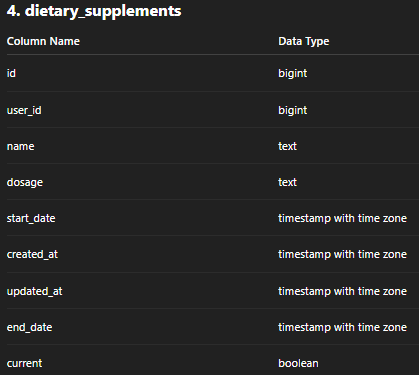 4. dietary_supplements
Column Name Data Type
id bigint
user_id bigint
name text
dosage text
start_date timestamp with time zone
created_at timestamp with time zone
updated_at timestamp with time zone
end_date timestamp with time zone
current boolean